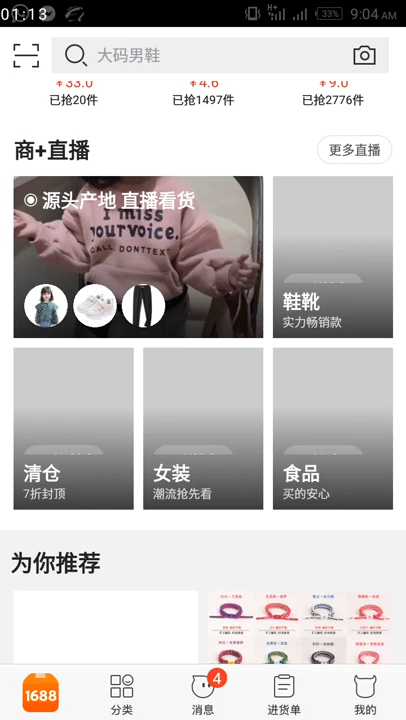 01:13
H+
33%
9:04 AM
大码男鞋
¥33.0
¥4.6
¥9.0
已抢20件
已抢1497件
已抢2776件
商+直播
更多直播
源头产地 直播看货
I miss
yourvoice.
CALL. DONTTEXT
鞋靴
实力畅销款
清仓
7折封顶
女装
潮流抢先看
食品
买的安心
为你推荐
1688
分类
4
消息
进货单
我的